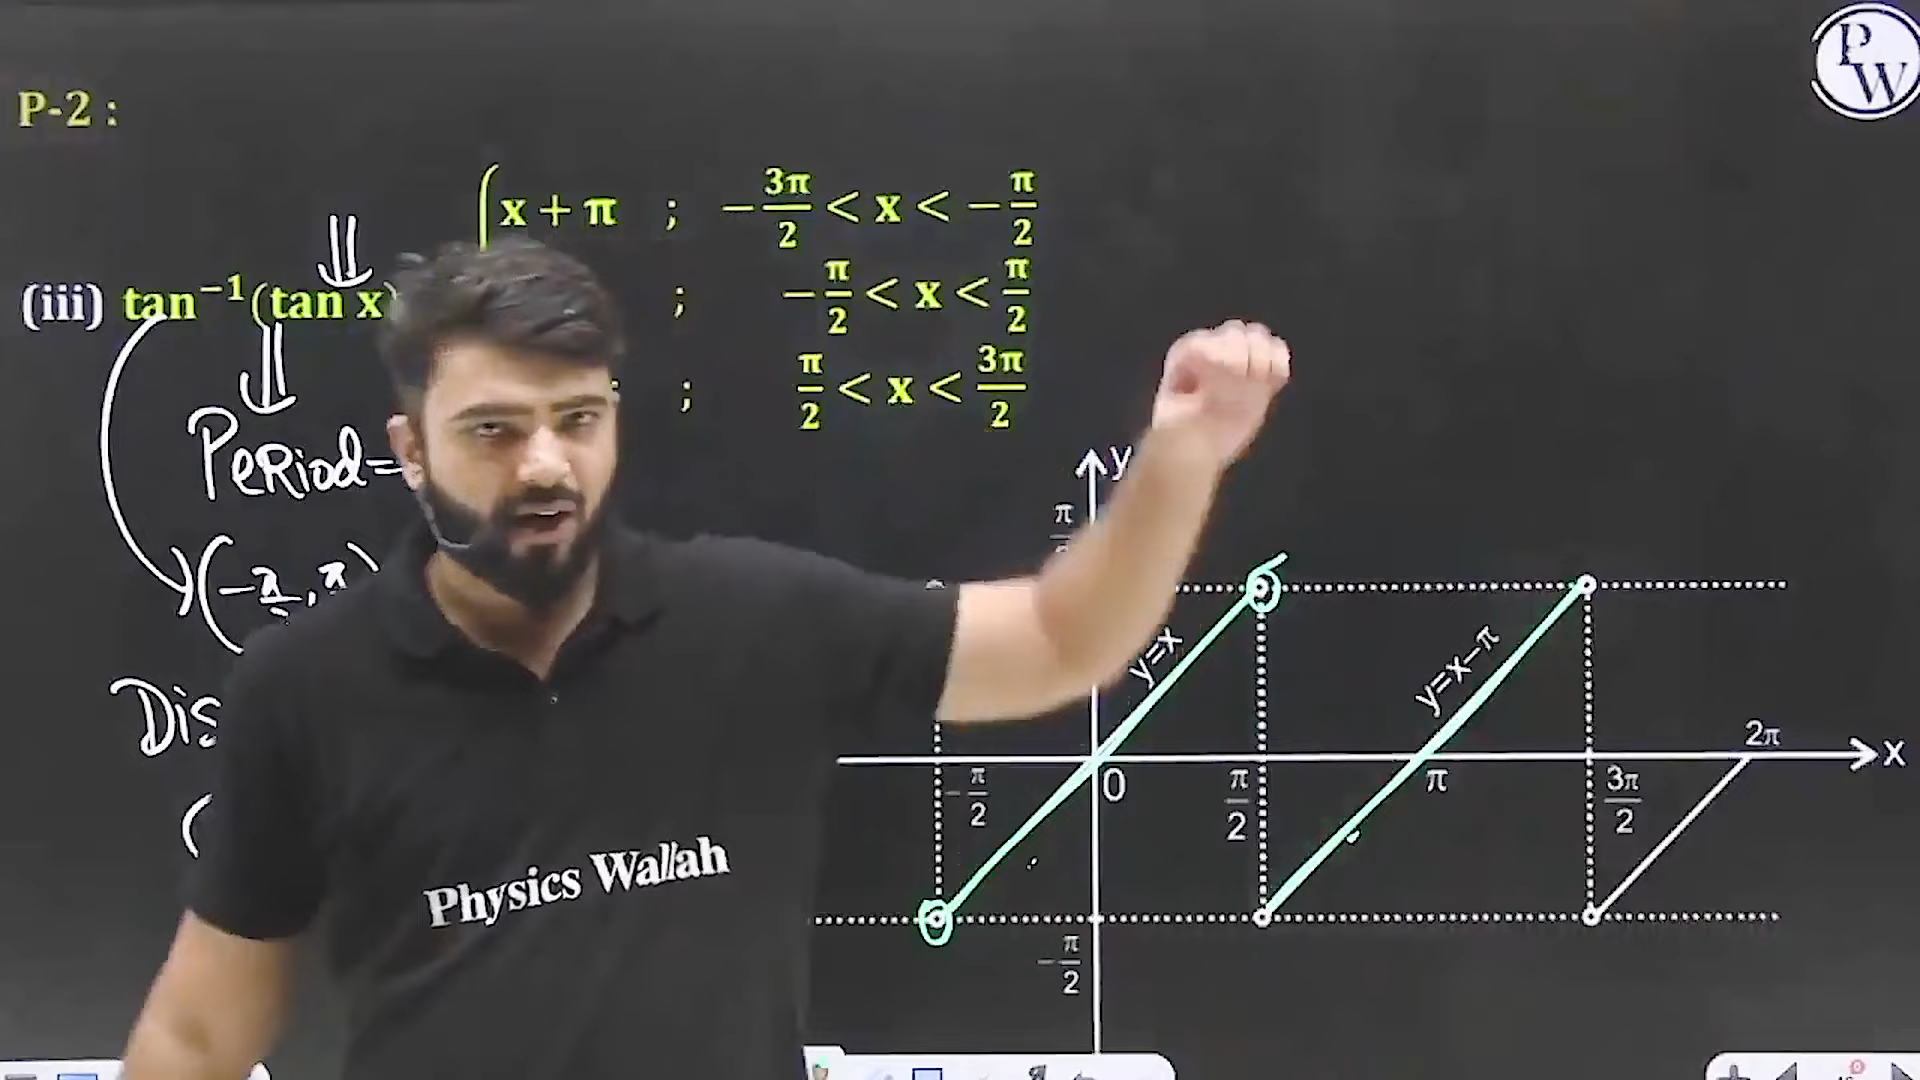 PW
P-2 :
x + π ; −3π/2 < x < −π/2
(iii) tan⁻¹(tan x) ; −π/2 < x < π/2
; π/2 < x < 3π/2
Period=
(−π/2, π
Dis
(
y
π
y=x
y=x−π
2π
x
−π/2
0
π/2
π
3π/2
−π/2
Physics Wallah